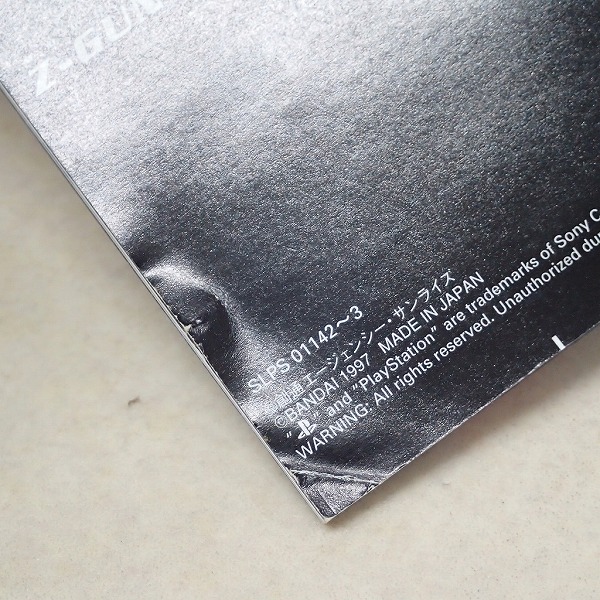 Z-GUN
SLPS 01142～3
創通エージェンシー・サンライズ
©BANDAI 1997 MADE IN JAPAN
" " and "PlayStation" are trademarks of Sony C
WARNING: All rights reserved. Unauthorized du